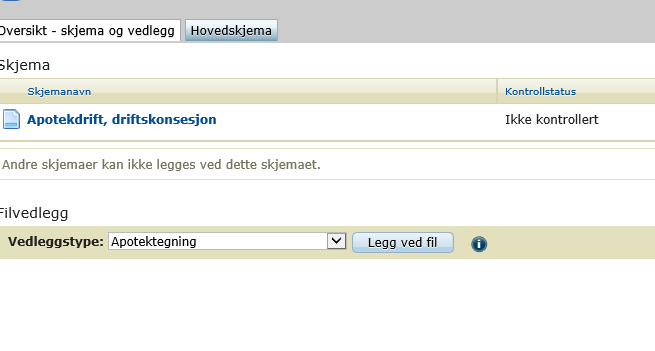 Oversikt - skjema og vedlegg Hovedskjema
Skjema
Skjemanavn Kontrollstatus
Apotekdrift, driftskonsesjon Ikke kontrollert
Andre skjemaer kan ikke legges ved dette skjemaet.
Filvedlegg
Vedleggstype: Apotektegning Legg ved fil